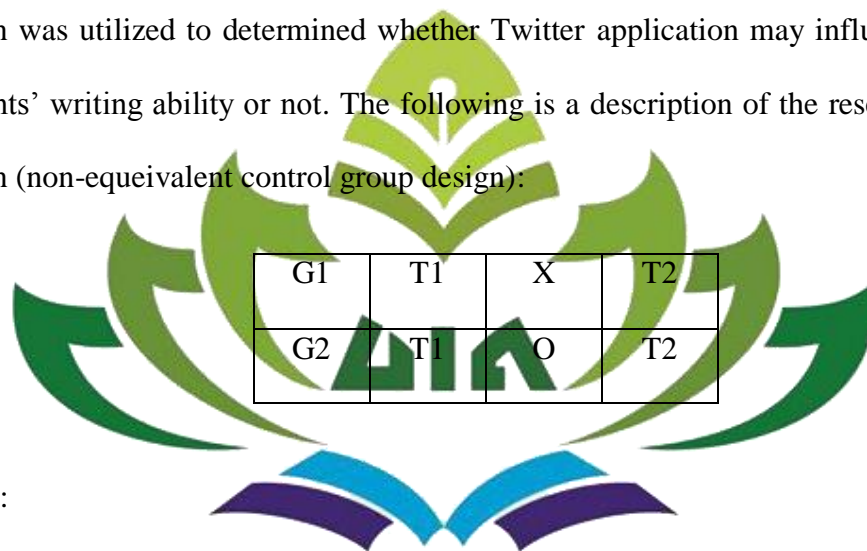 n was utilized to determined whether Twitter application may influ
nts’ writing ability or not. The following is a description of the rese
n (non-equeivalent control group design):
G1 T1 X T2
G2 T1 O T2
: